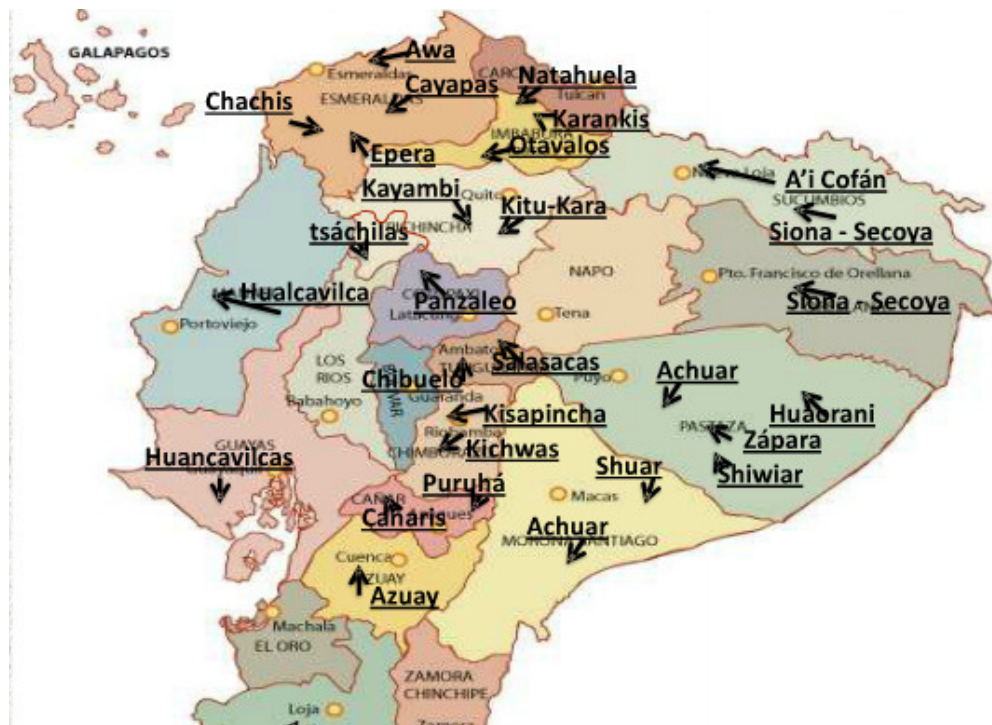 GALAPAGOS
Awa
Esmeraldas
Cayapas
ESMERALDAS
Chachis
Epera
Natahuela
Tulcan
Karankis
IMBABURA
Otavalos
Kayambi
Quito
Kitu-Kara
PICHINCHA
tsáchilas
A'i Cofán
SUCUMBIOS
Siona - Secoya
NAPO
Pto. Francisco de Orellana
Siona - Secoya
Hualcavilca
Portoviejo
Panzaleo
Latacunga
Tena
LOS
RIOS
Babahoyo
Ambato
Salasacas
Chibuelo
Guaranda
Puyo
Achuar
Huaorani
PASTAZA
Zápara
Shiwiar
Kisapincha
Riobamba
Kichwas
CHIMBORAZO
GUAYAS
Huancavilcas
Puruhá
Shuar
Macas
CAÑAR
Cañaris
Achuar
MORONA SANTIAGO
Cuenca
AZUAY
Azuay
Machala
EL ORO
ZAMORA
CHINCHIPE
Loja
Zamora